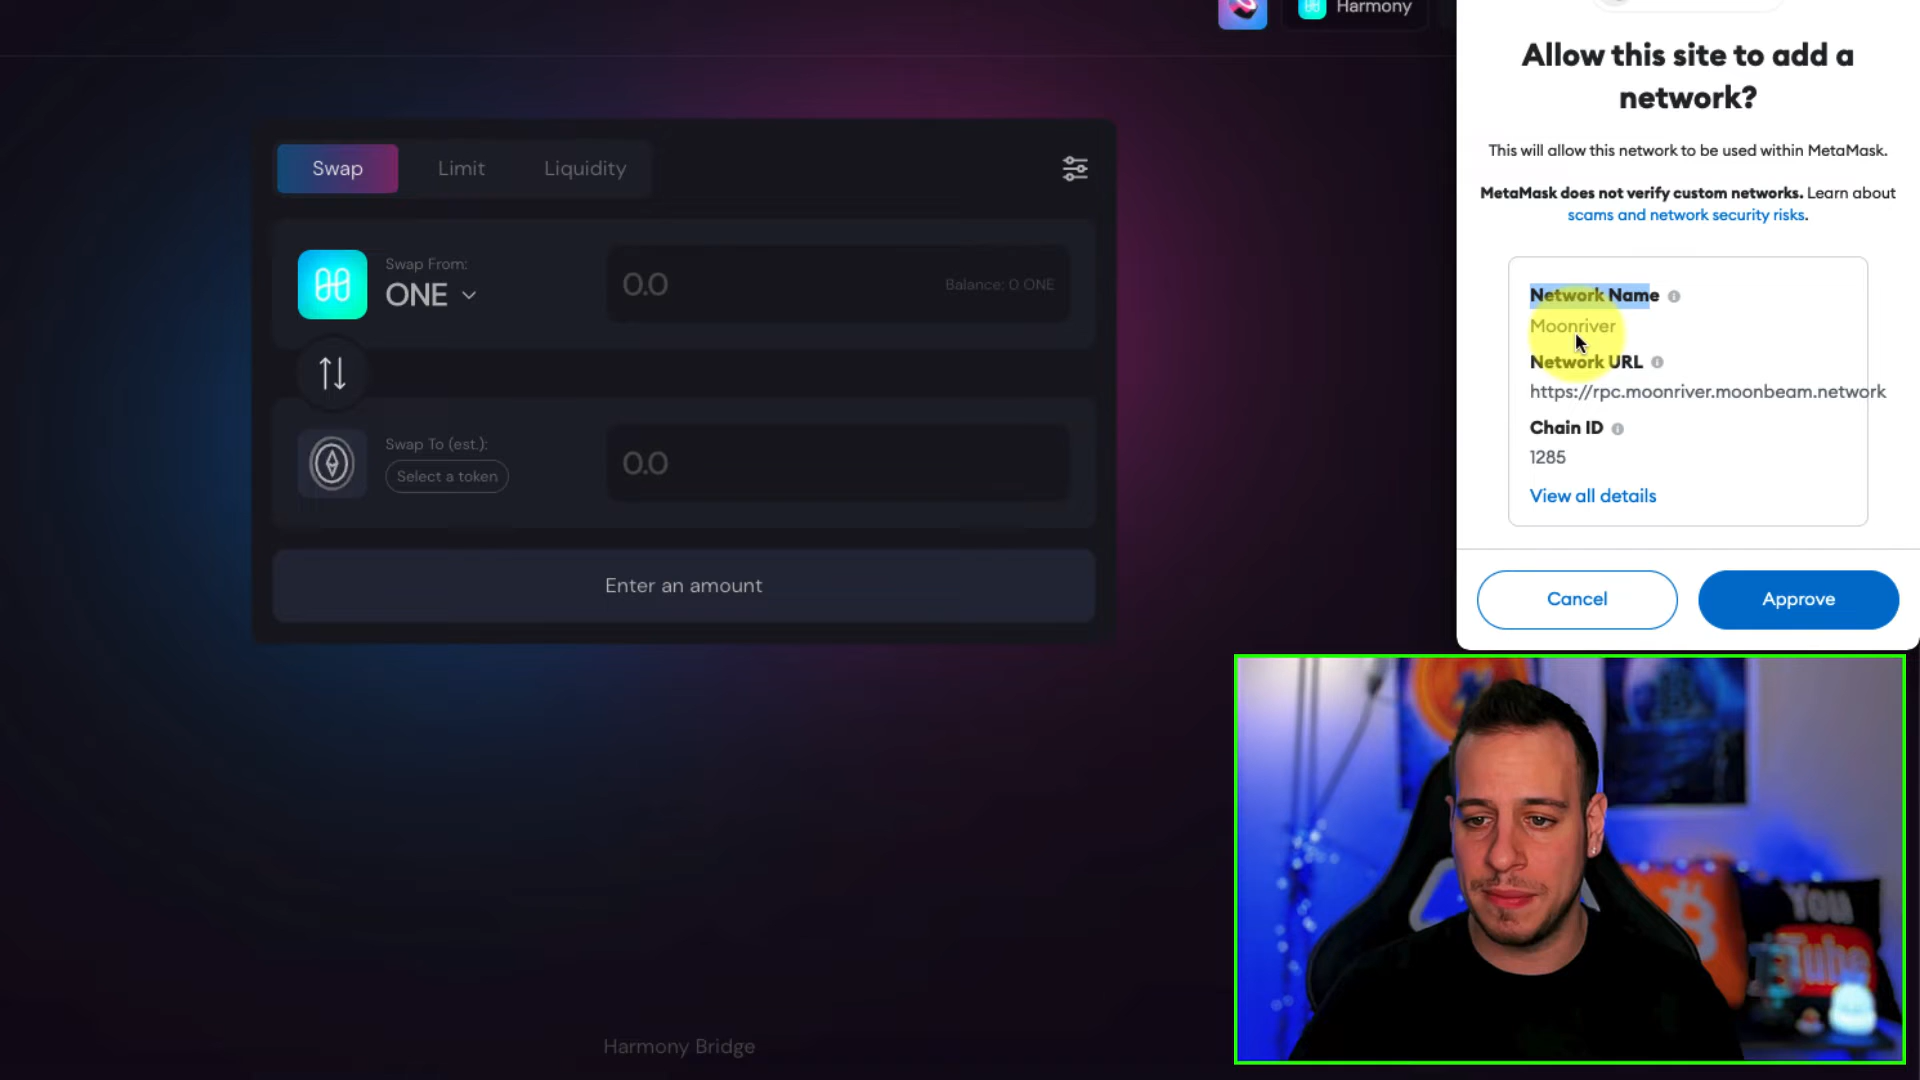 Harmony
Swap
Limit
Liquidity
Swap From:
ONE
0.0
Balance: 0 ONE
Swap To (est.):
Select a token
0.0
Enter an amount
Harmony Bridge
Allow this site to add a
network?
This will allow this network to be used within MetaMask.
MetaMask does not verify custom networks. Learn about
scams and network security risks.
Network Name
Moonriver
Network URL
https://rpc.moonriver.moonbeam.network
Chain ID
1285
View all details
Cancel
Approve
You
Tube